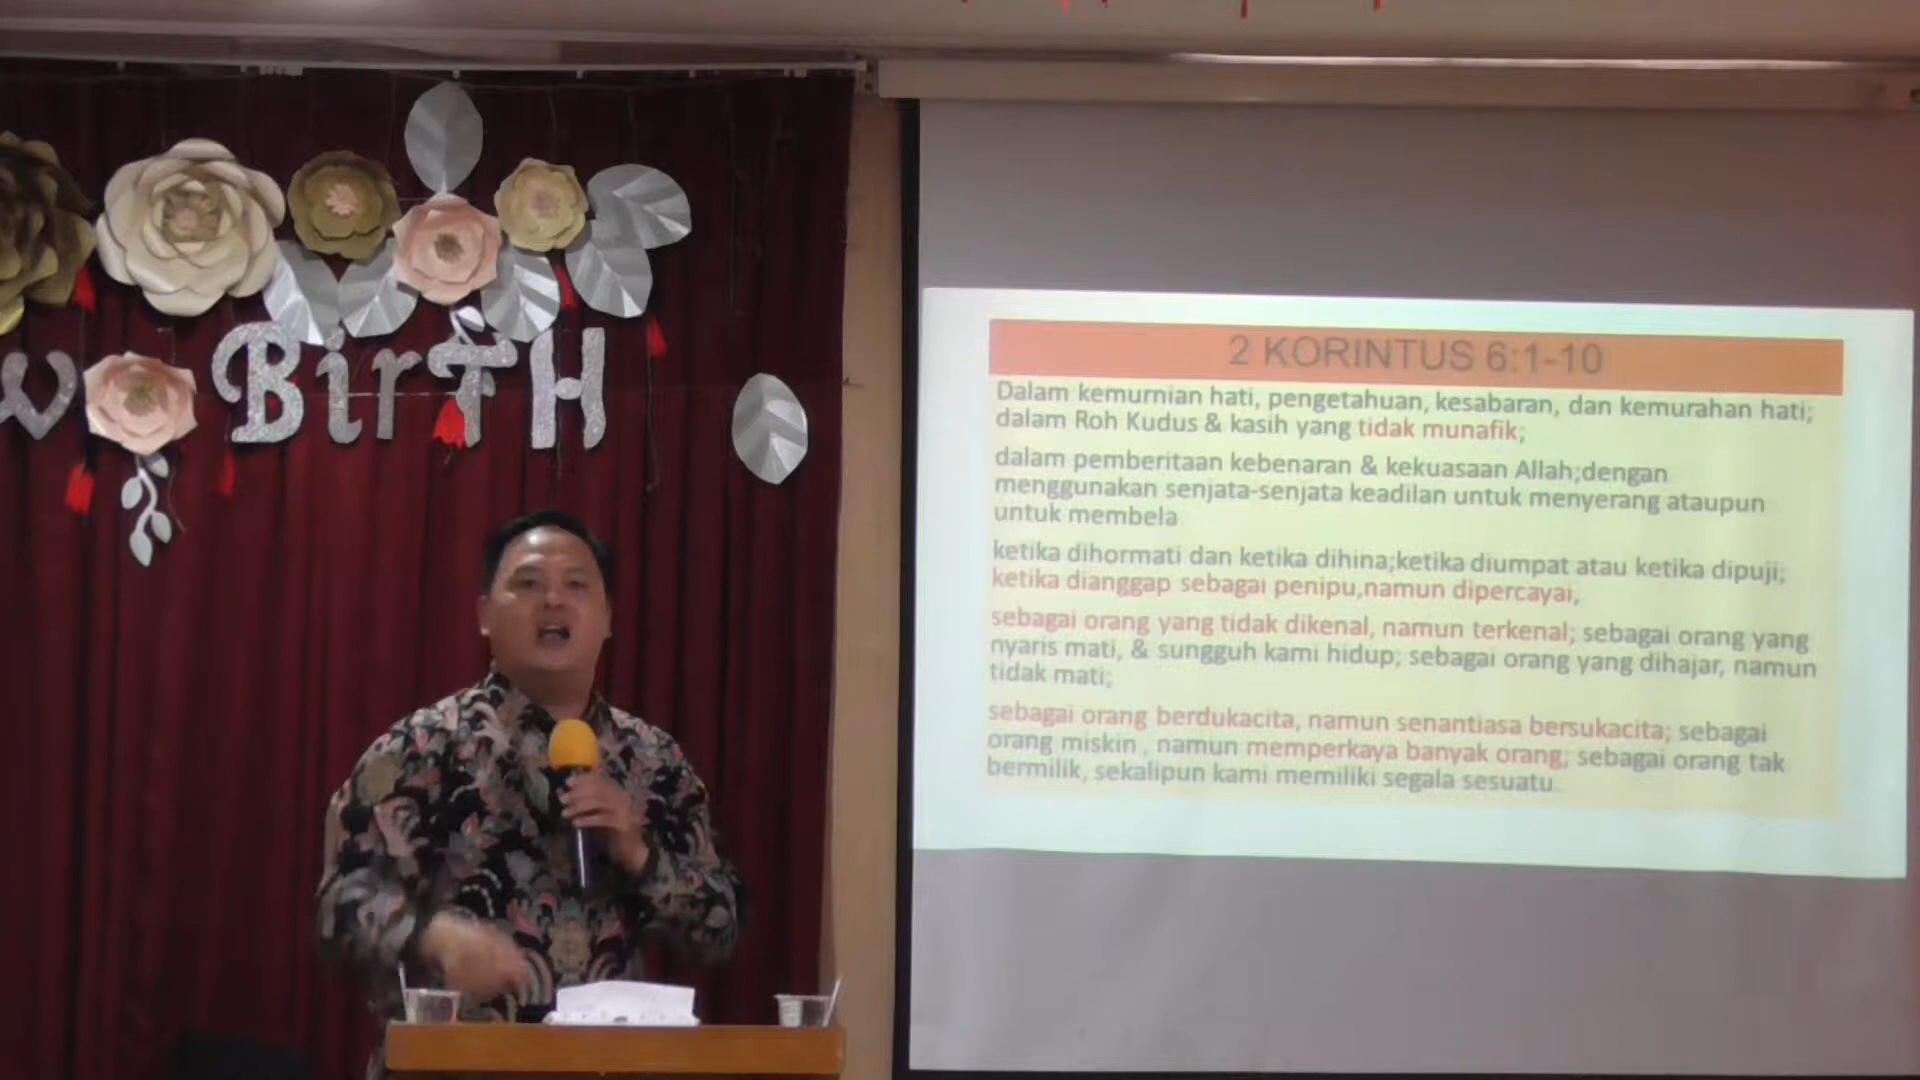 w BirTH
2 KORINTUS 6:1-10
Dalam kemurnian hati, pengetahuan, kesabaran, dan kemurahan hati;
dalam Roh Kudus & kasih yang tidak munafik;
dalam pemberitaan kebenaran & kekuasaan Allah;dengan
menggunakan senjata-senjata keadilan untuk menyerang ataupun
untuk membela
ketika dihormati dan ketika dihina;ketika diumpat atau ketika dipuji;
ketika dianggap sebagai penipu,namun dipercayai,
sebagai orang yang tidak dikenal, namun terkenal; sebagai orang yang
nyaris mati, & sungguh kami hidup; sebagai orang yang dihajar, namun
tidak mati;
sebagai orang berdukacita, namun senantiasa bersukacita; sebagai
orang miskin , namun memperkaya banyak orang; sebagai orang tak
bermilik, sekalipun kami memiliki segala sesuatu.